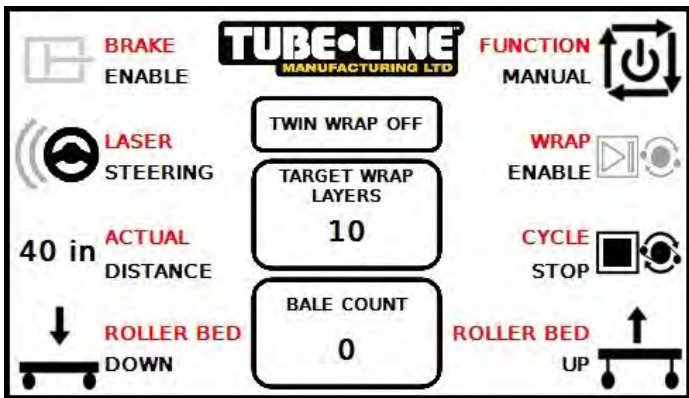 BRAKE
ENABLE
LASER
STEERING
40 in
ACTUAL
DISTANCE
ROLLER BED
DOWN
TUBE•LINE
MANUFACTURING LTD
TWIN WRAP OFF
TARGET WRAP
LAYERS
10
BALE COUNT
0
FUNCTION
MANUAL
WRAP
ENABLE
CYCLE
STOP
ROLLER BED
UP